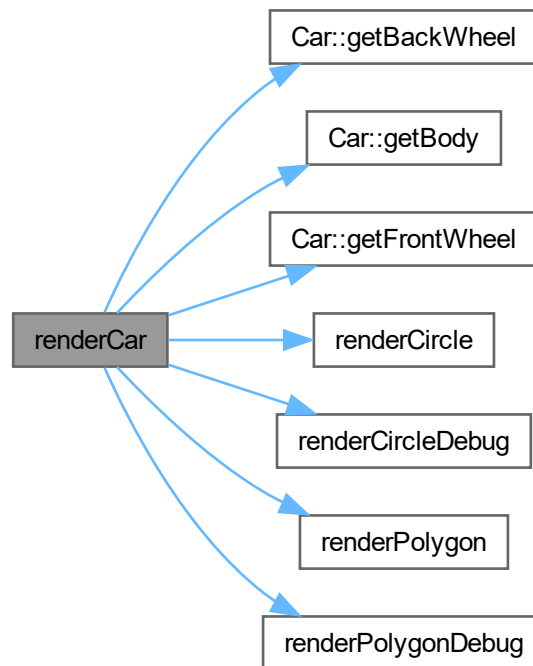 Car::getBackWheel
Car::getBody
Car::getFrontWheel
renderCar
renderCircle
renderCircleDebug
renderPolygon
renderPolygonDebug